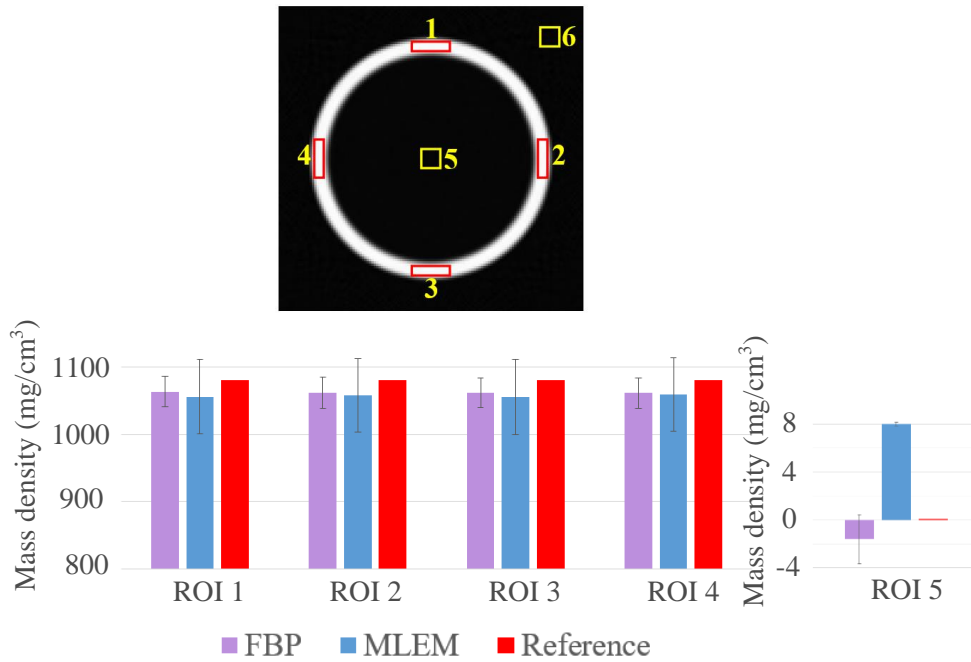 1
6
4
5
2
3
Mass density (mg/cm³)
1100
1000
900
800
ROI 1
ROI 2
ROI 3
ROI 4
Mass density (mg/cm³)
8
4
0
-4
ROI 5
FBP MLEM Reference